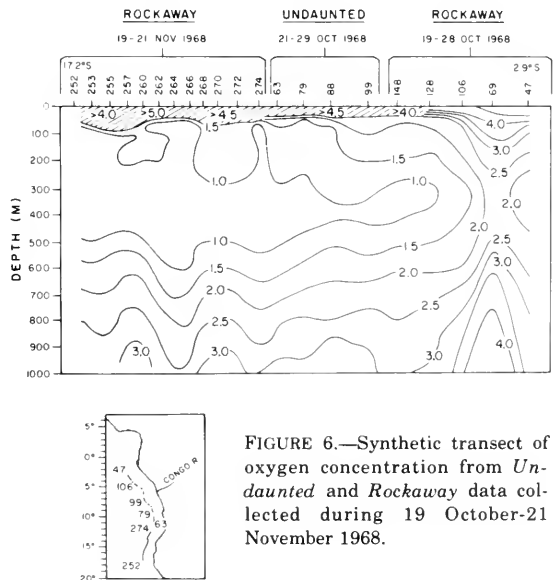 ROCKAWAY UNDAUNTED ROCKAWAY
19-21 NOV 1968 21-29 OCT 1968 19-28 OCT 1968
17.2°S 2.9°S
252 253 255 257 260 262 264 266 268 270 272 274 63 79 88 99 148 128 106 69 47
>4.0 >5.0 >4.5 >4.5 >4.0 4.0
1.5 3.0
2.5
1.5
1.0 1.0 2.0
1.0 2.0
1.5 1.5 2.5
2.0 2.0 3.0
2.5 2.5
3.0 3.0 3.0 4.0
0
100
200
300
400
500
600
700
800
900
1000
DEPTH (M)
5°
0°
5°
10°
15°
20°
CONGO R.
47
106
99
79
63
274
252
FIGURE 6.—Synthetic transect of
oxygen concentration from Un-
daunted and Rockaway data col-
lected during 19 October-21
November 1968.